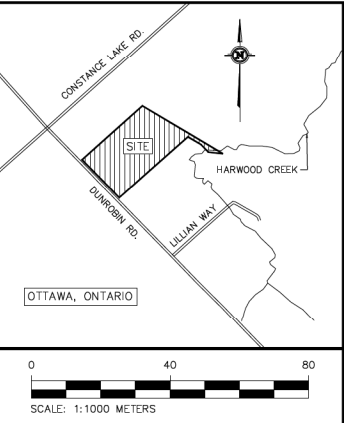 CONSTANCE LAKE RD.
N
SITE
HARWOOD CREEK
DUNROBIN RD.
LILLIAN WAY
OTTAWA, ONTARIO
0 40 80
SCALE: 1:1000 METERS